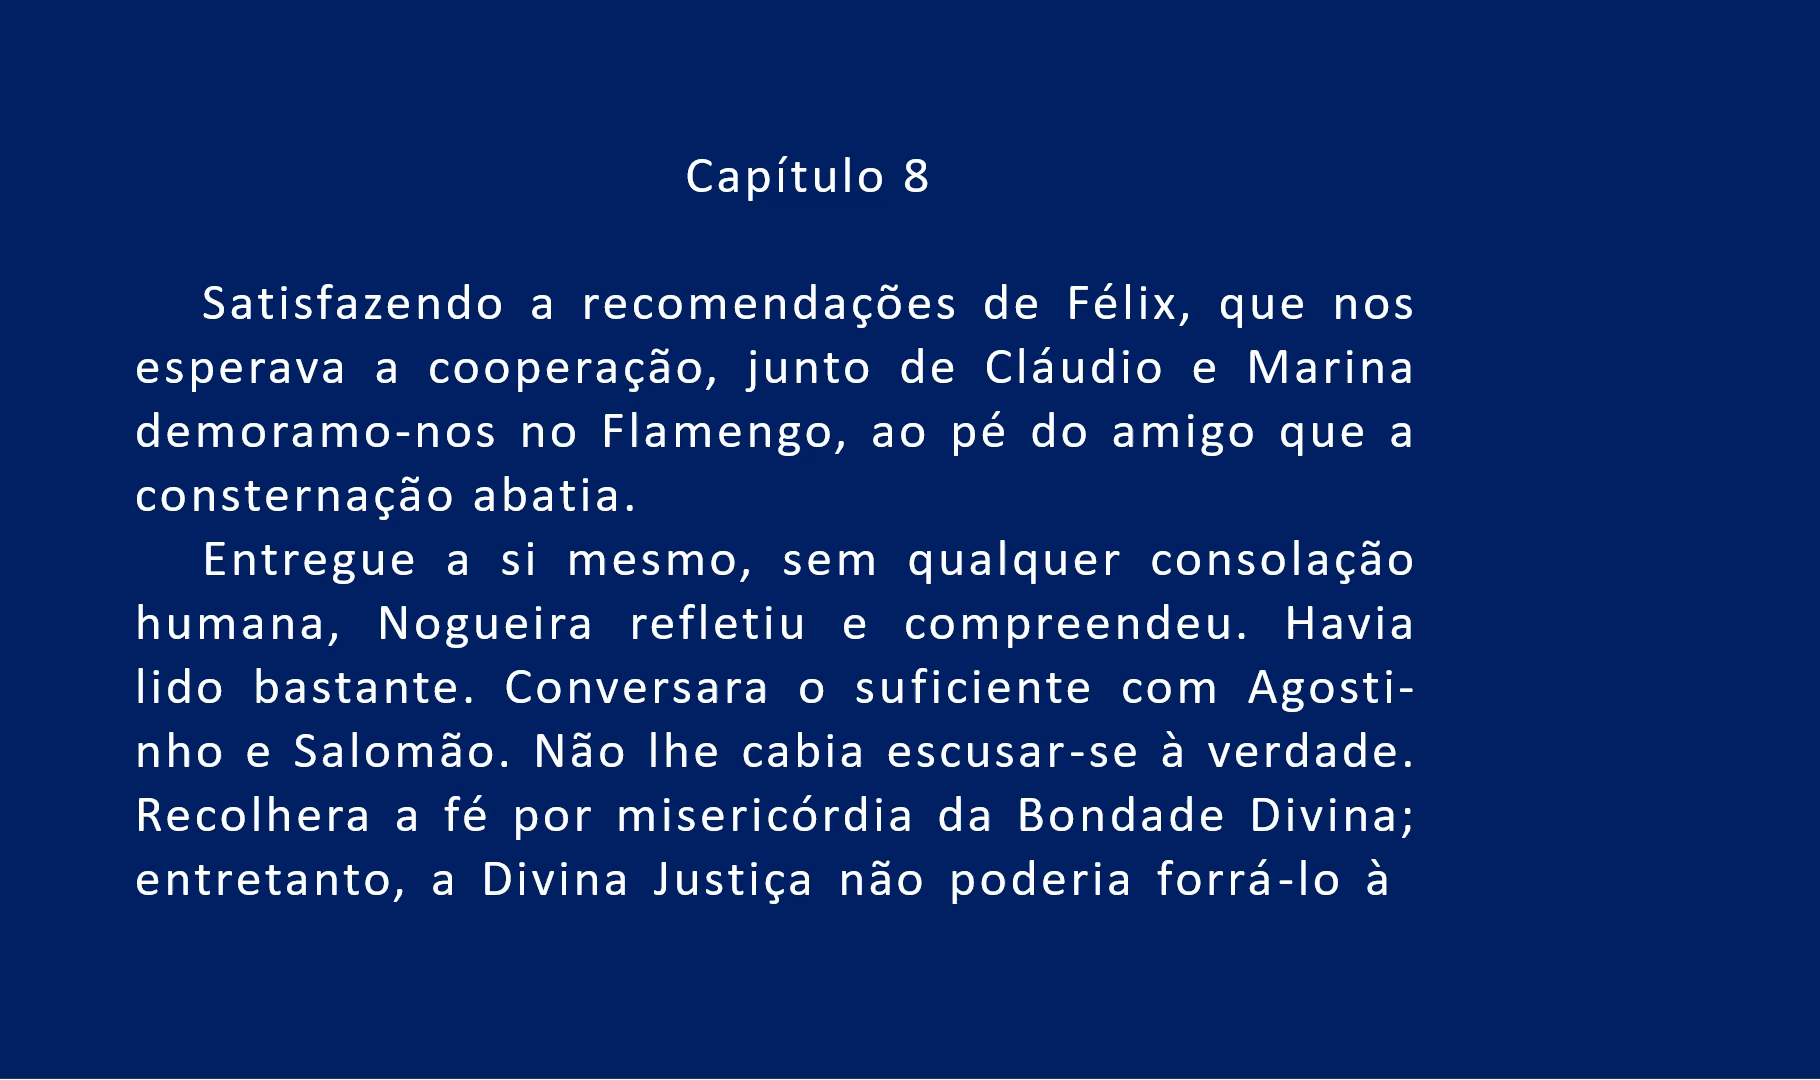 Capítulo 8
Satisfazendo a recomendações de Félix, que nos
esperava a cooperação, junto de Cláudio e Marina
demoramo-nos no Flamengo, ao pé do amigo que a
consternação abatia.
Entregue a si mesmo, sem qualquer consolação
humana, Nogueira refletiu e compreendeu. Havia
lido bastante. Conversara o suficiente com Agosti-
nho e Salomão. Não lhe cabia escusar-se à verdade.
Recolhera a fé por misericórdia da Bondade Divina;
entretanto, a Divina Justiça não poderia forrá-lo à